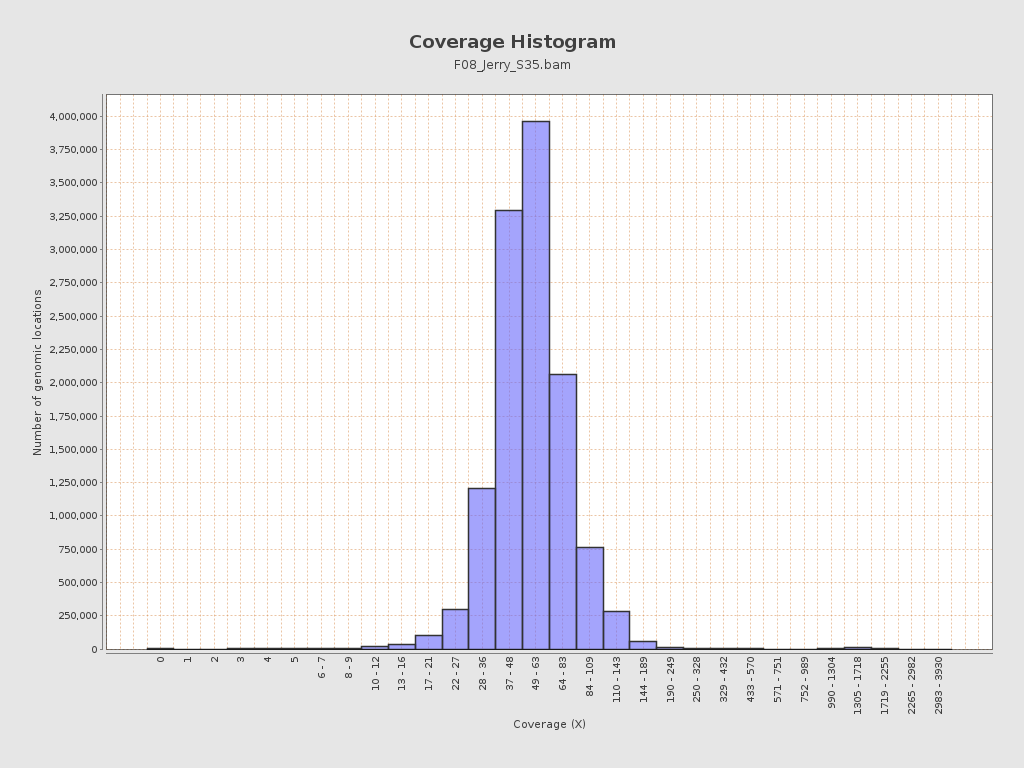 Coverage Histogram
F08_Jerry_S35.bam
Number of genomic locations
4,000,000
3,750,000
3,500,000
3,250,000
3,000,000
2,750,000
2,500,000
2,250,000
2,000,000
1,750,000
1,500,000
1,250,000
1,000,000
750,000
500,000
250,000
0
0
1
2
3
4
5
6 - 7
8 - 9
10 - 12
13 - 16
17 - 21
22 - 27
28 - 36
37 - 48
49 - 63
64 - 83
84 - 109
110 - 143
144 - 189
190 - 249
250 - 328
329 - 432
433 - 570
571 - 751
752 - 989
990 - 1304
1305 - 1718
1719 - 2255
2265 - 2982
2983 - 3930
Coverage (X)